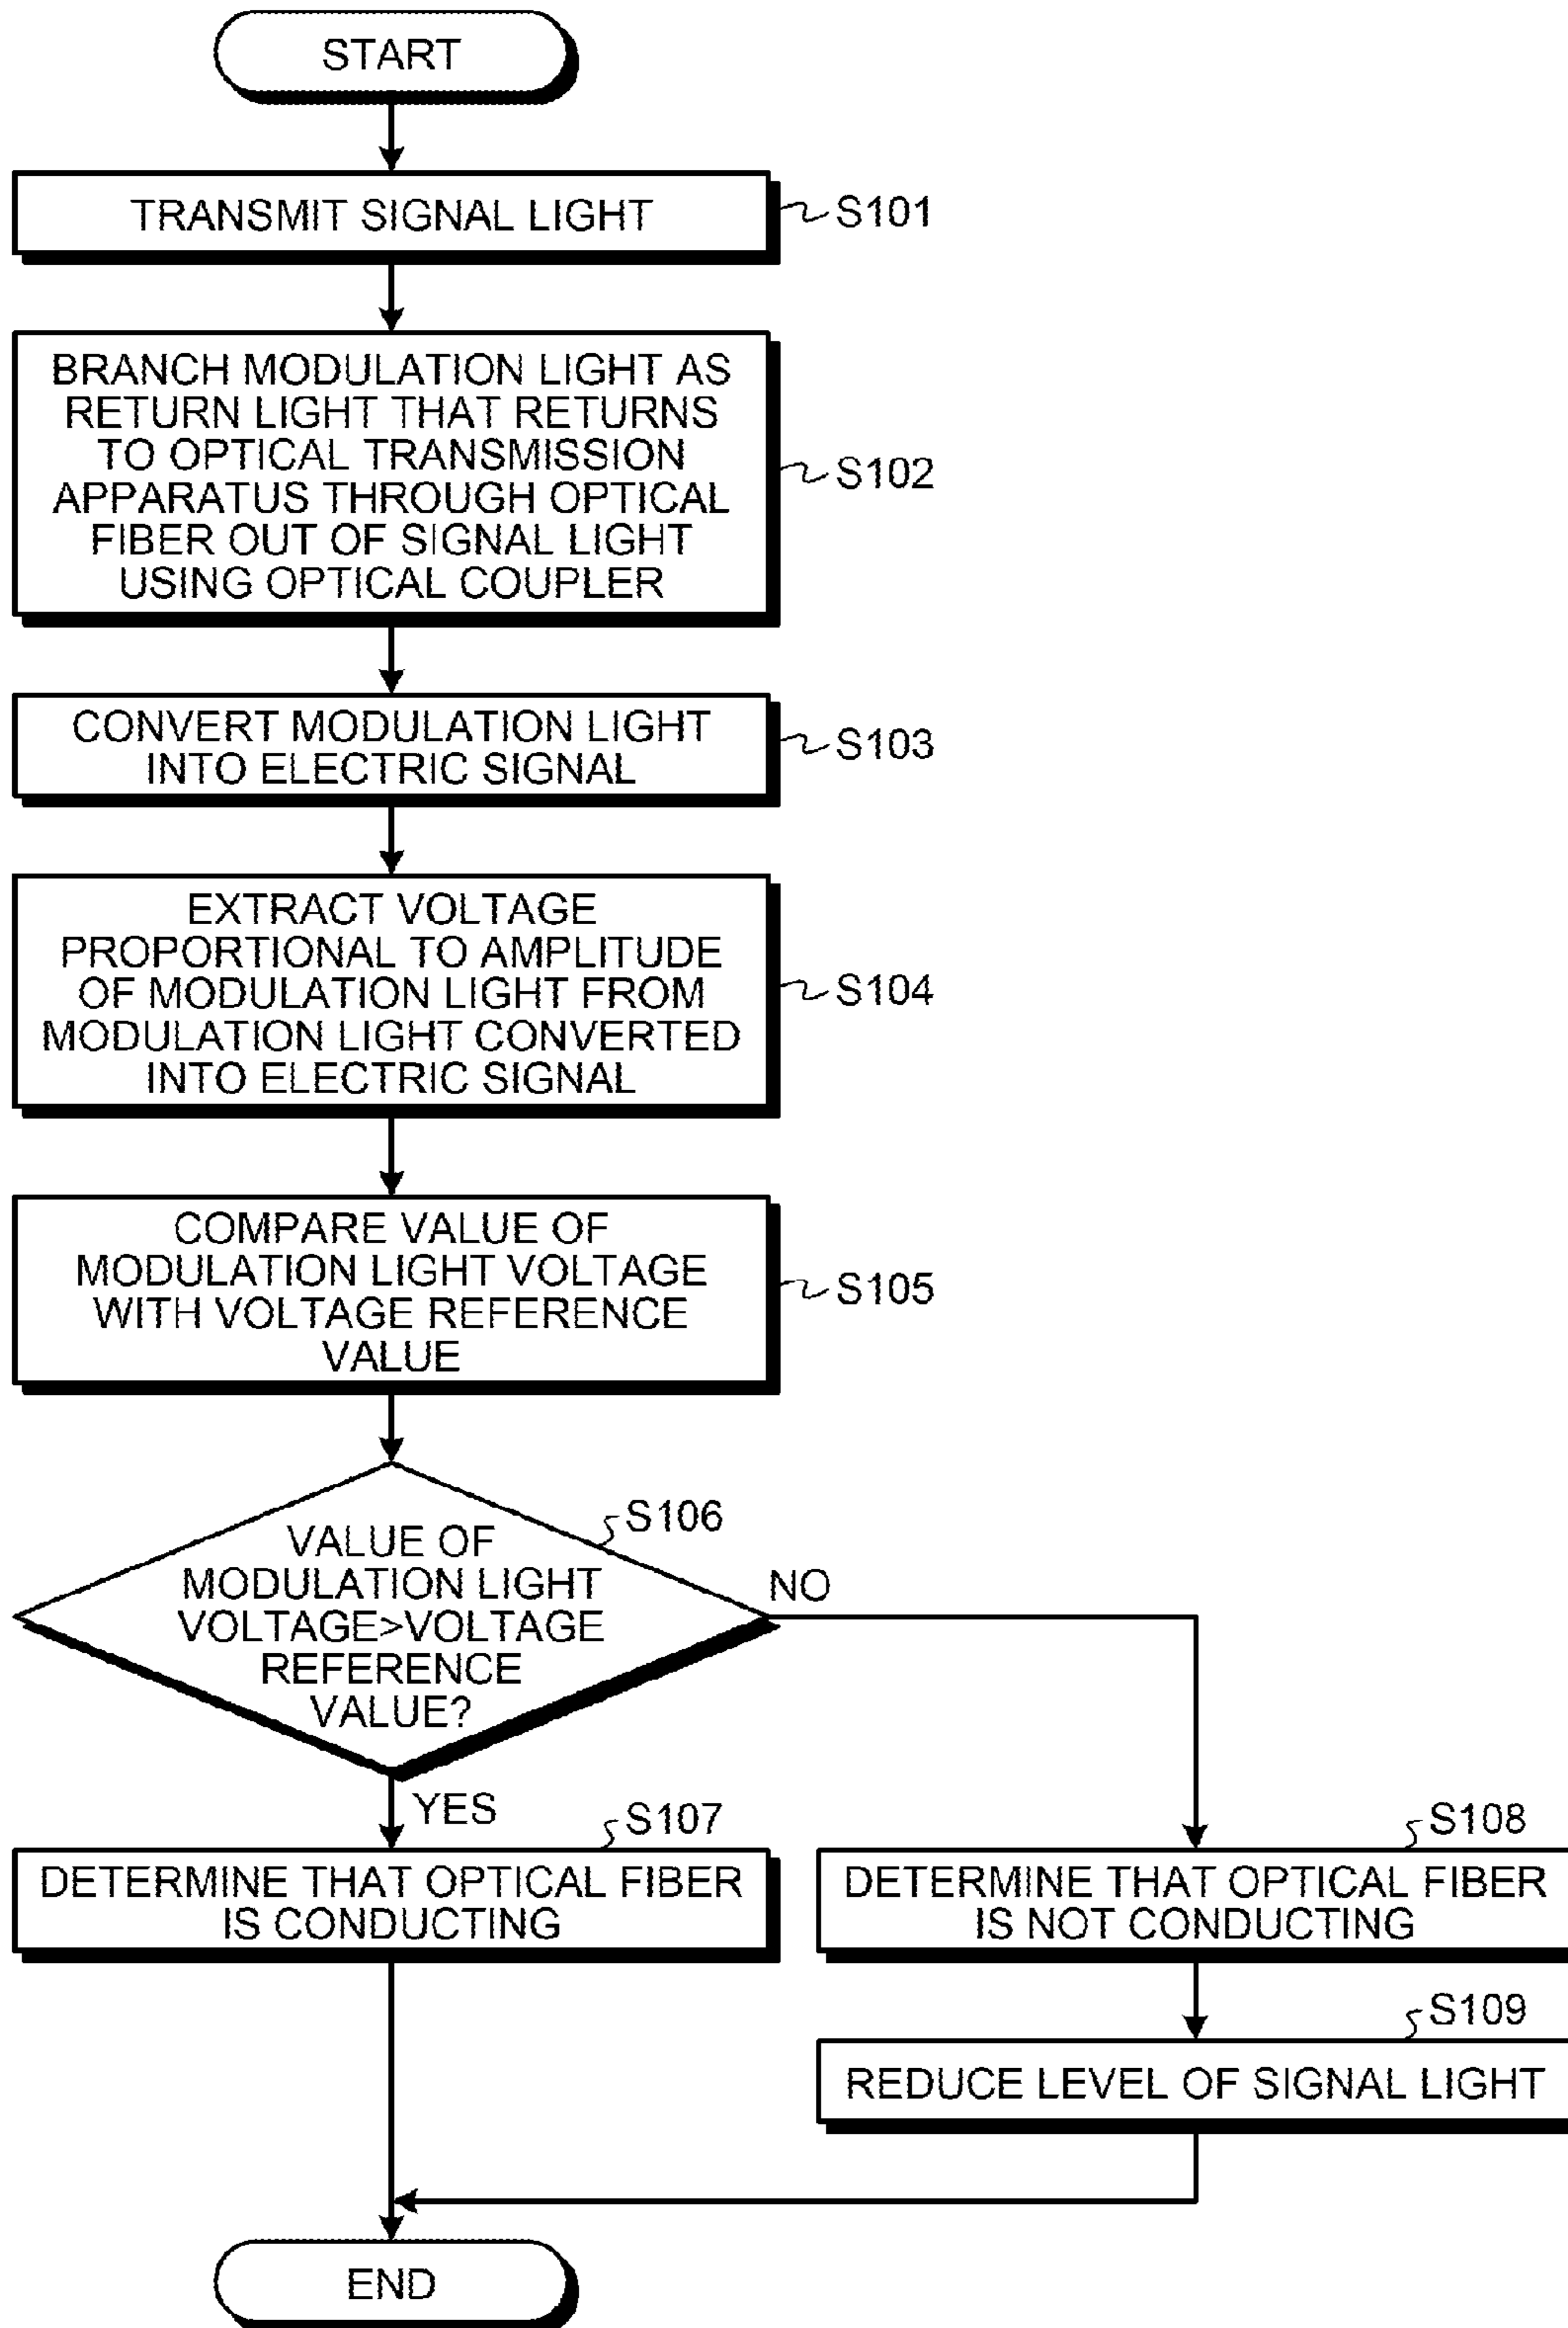 START
TRANSMIT SIGNAL LIGHT
S101
BRANCH MODULATION LIGHT AS
RETURN LIGHT THAT RETURNS
TO OPTICAL TRANSMISSION
APPARATUS THROUGH OPTICAL
FIBER OUT OF SIGNAL LIGHT
USING OPTICAL COUPLER
S102
CONVERT MODULATION LIGHT
INTO ELECTRIC SIGNAL
S103
EXTRACT VOLTAGE
PROPORTIONAL TO AMPLITUDE
OF MODULATION LIGHT FROM
MODULATION LIGHT CONVERTED
INTO ELECTRIC SIGNAL
S104
COMPARE VALUE OF
MODULATION LIGHT VOLTAGE
WITH VOLTAGE REFERENCE
VALUE
S105
S106
VALUE OF
MODULATION LIGHT
VOLTAGE>VOLTAGE
REFERENCE
VALUE?
NO
YES
S107
DETERMINE THAT OPTICAL FIBER
IS CONDUCTING
S108
DETERMINE THAT OPTICAL FIBER
IS NOT CONDUCTING
S109
REDUCE LEVEL OF SIGNAL LIGHT
END